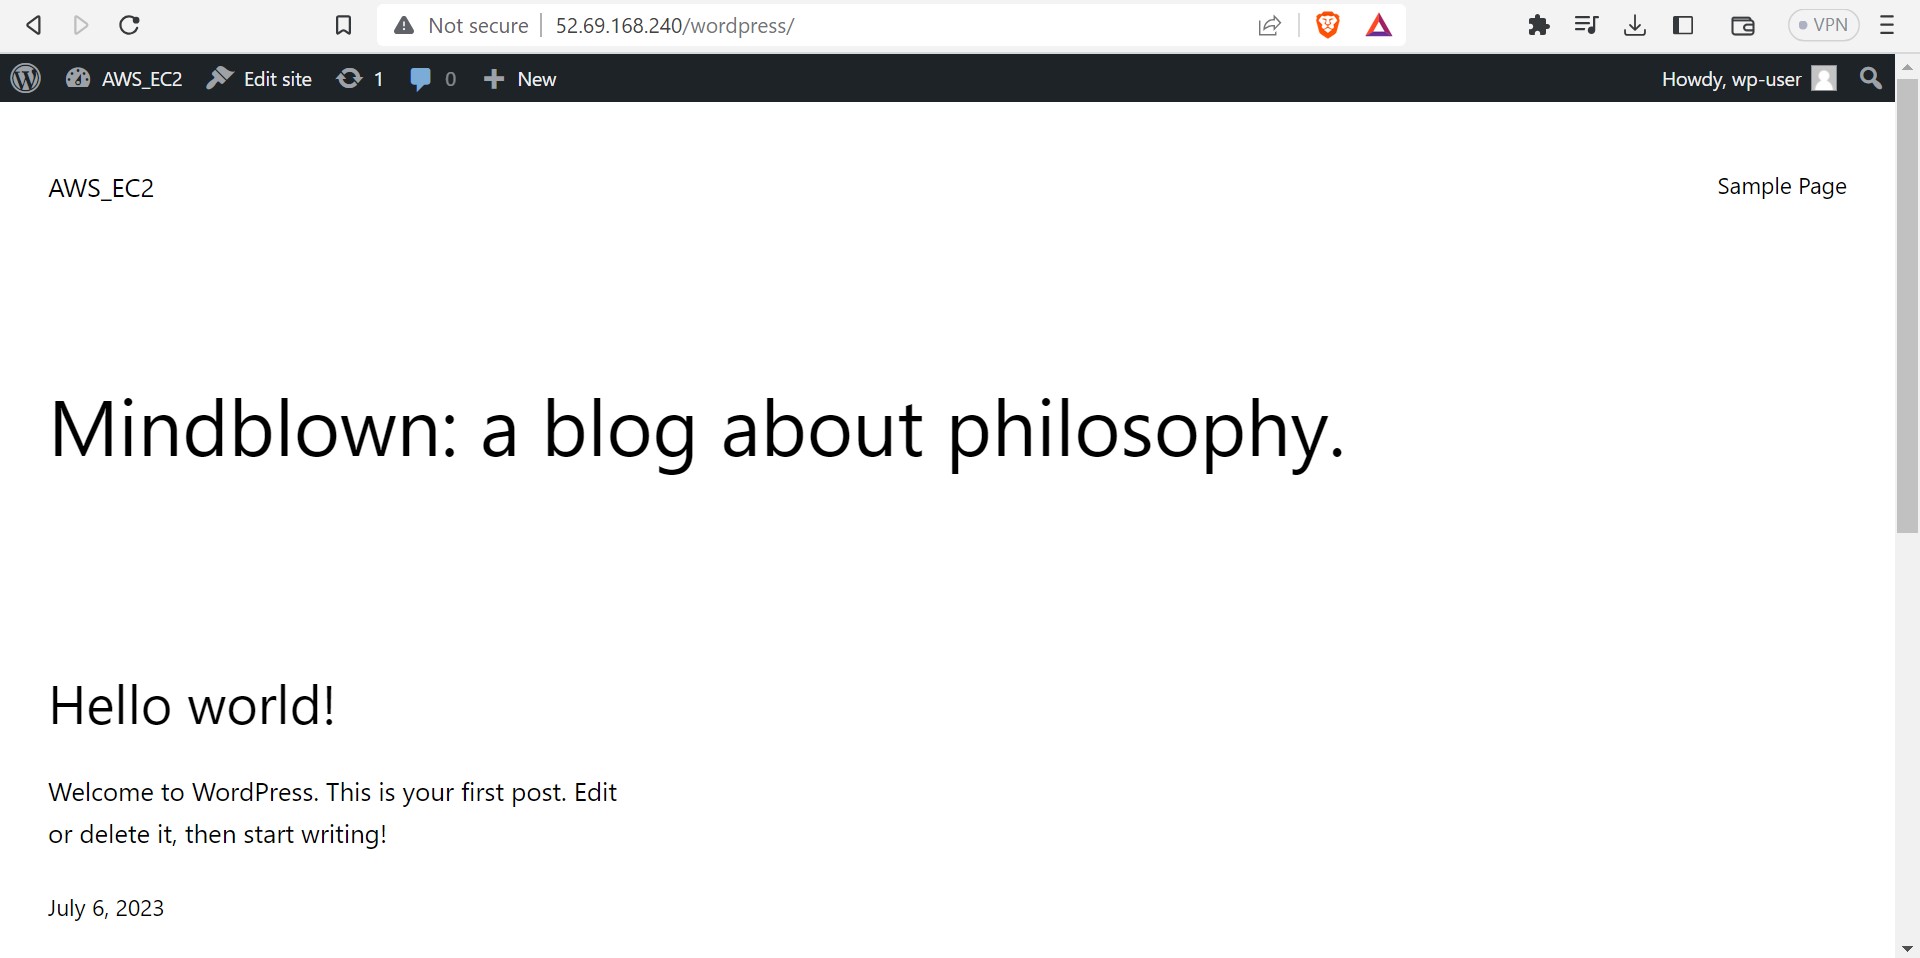 Not secure
52.69.168.240/wordpress/
VPN
AWS_EC2
Edit site
1
0
New
Howdy, wp-user
AWS_EC2
Sample Page
Mindblown: a blog about philosophy.
Hello world!
Welcome to WordPress. This is your first post. Edit
or delete it, then start writing!
July 6, 2023